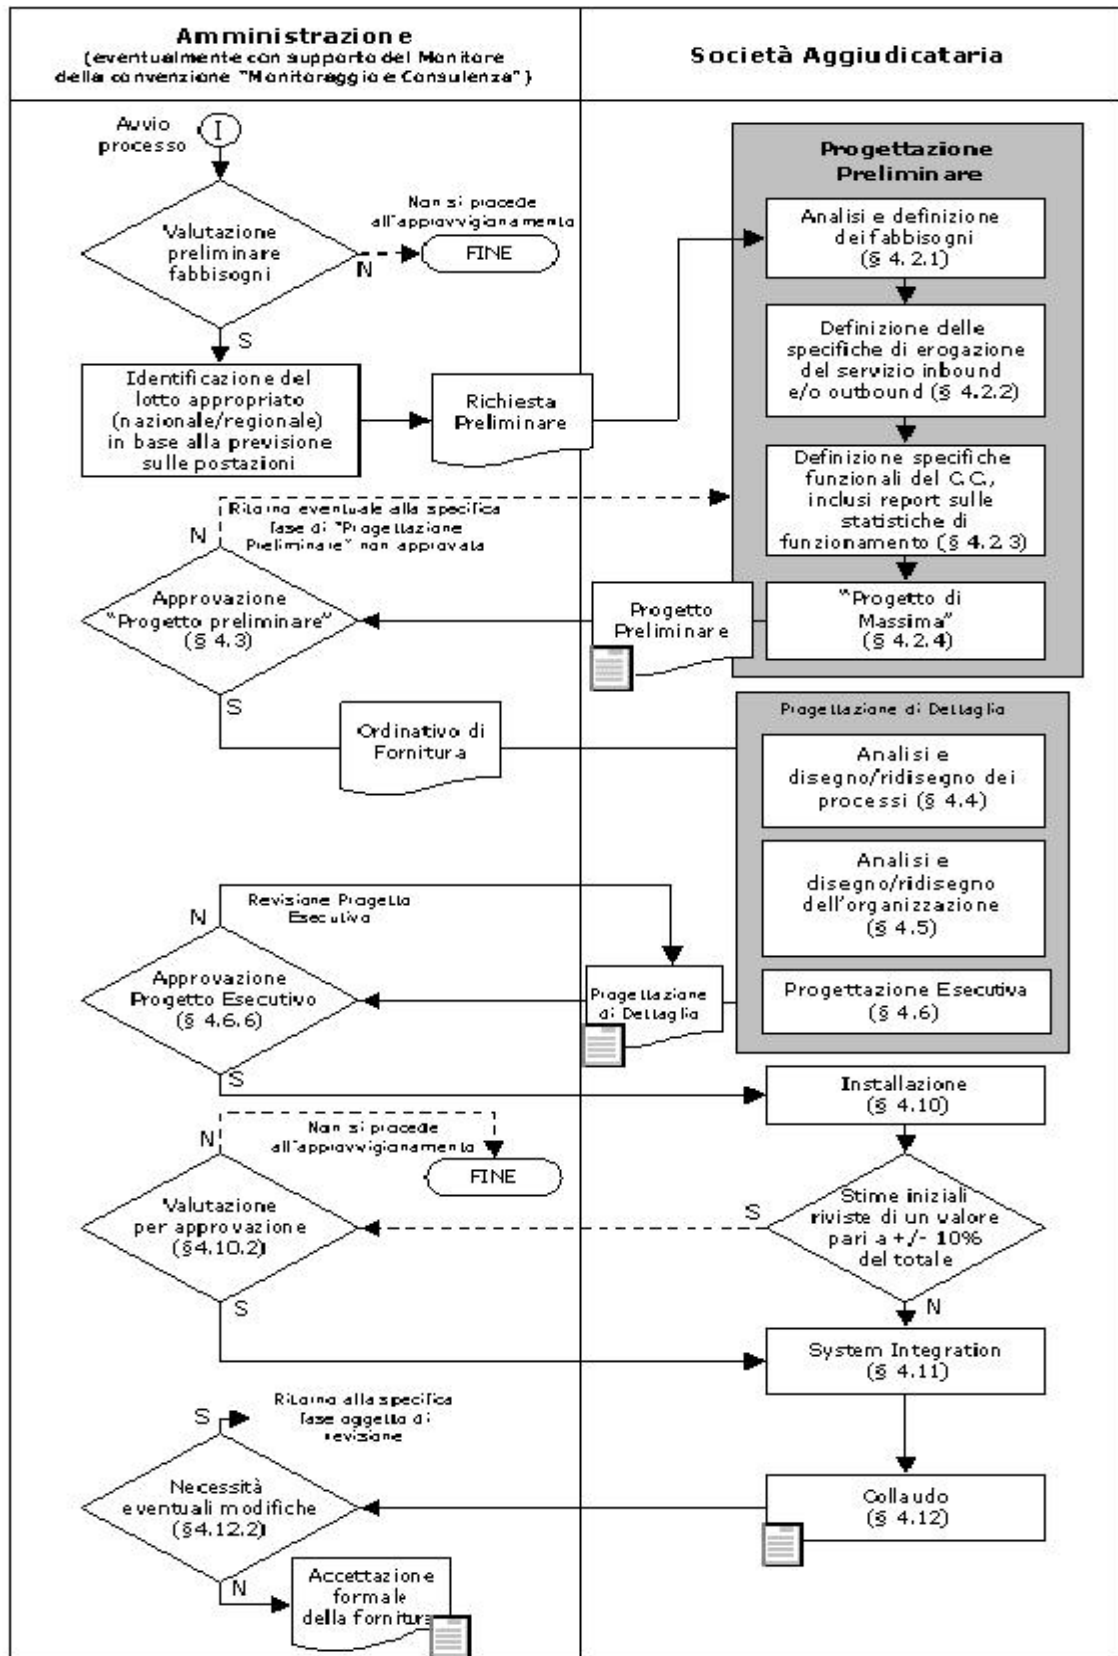 Amministrazione
(eventualmente con supporto del Monitore
della convenzione "Monitoraggio e Consulenza")
Società Aggiudicataria
Avvio
processo
I
Valutazione
preliminare
fabbisogni
N
Non si procede
all'approvvigionamento
FINE
S
Identificazione del
lotto appropriato
(nazionale/regionale)
in base alla previsione
sulle postazioni
Richiesta
Preliminare
Progettazione
Preliminare
Analisi e definizione
dei fabbisogni
(§ 4.2.1)
Definizione delle
specifiche di erogazione
del servizio inbound
e/o outbound (§ 4.2.2)
Definizione specifiche
funzionali del C.C.,
inclusi report sulle
statistiche di
funzionamento (§ 4.2.3)
"Progetto di
Massima"
(§ 4.2.4)
N
Ritorno eventuale alla specifica
fase di "Progettazione
Preliminare" non approvata
Approvazione
"Progetto preliminare"
(§ 4.3)
Progetto
Preliminare
S
Ordinativo di
Fornitura
Progettazione di Dettaglio
Analisi e
disegno/ridisegno dei
processi (§ 4.4)
Analisi e
disegno/ridisegno
dell'organizzazione
(§ 4.5)
Progettazione Esecutiva
(§ 4.6)
N
Revisione Progetto
Esecutivo
Approvazione
Progetto Esecutivo
(§ 4.6.6)
Progettazione
di Dettaglio
S
Installazione
(§ 4.10)
N
Non si procede
all'approvvigionamento
FINE
Valutazione
per approvazione
(§4.10.2)
S
Stime iniziali
riviste di un valore
pari a +/- 10%
del totale
N
S
System Integration
(§ 4.11)
S
Ritorno alla specifica
fase oggetto di
revisione
Necessità
eventuali modifiche
(§4.12.2)
Collaudo
(§ 4.12)
N
Accettazione
formale
della fornitura